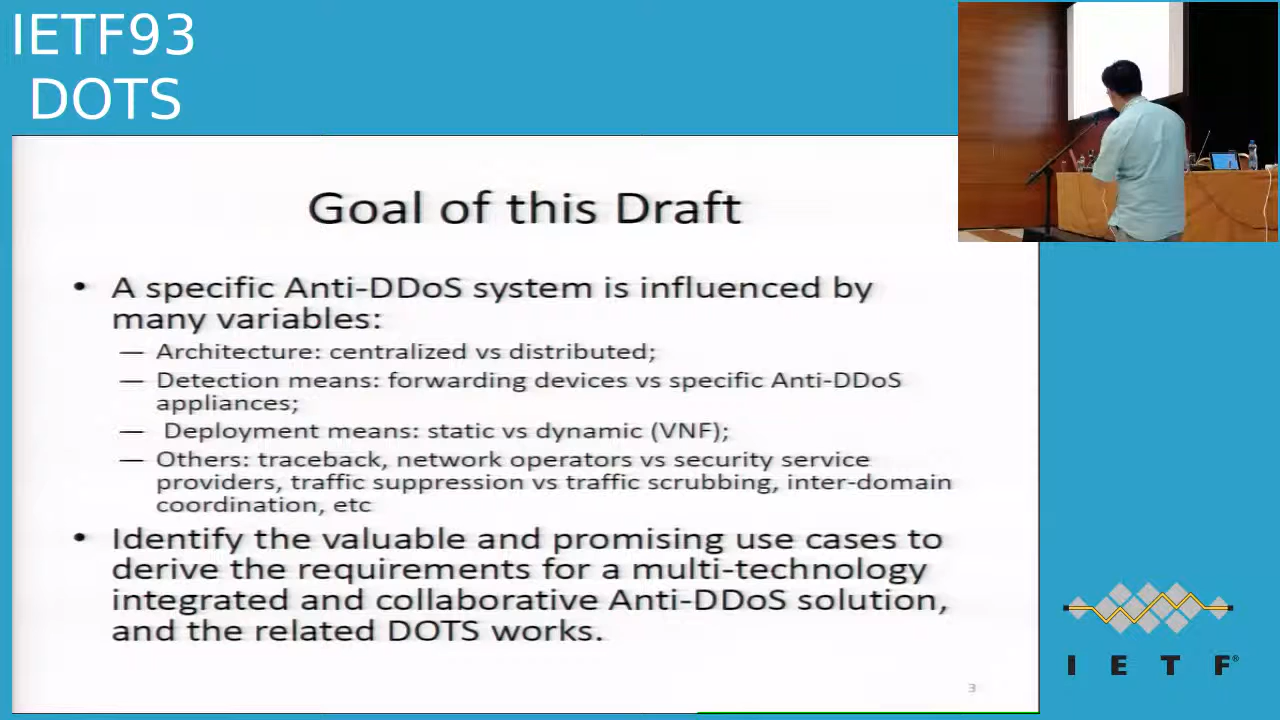 IETF93
DOTS
Goal of this Draft
• A specific Anti-DDoS system is influenced by
many variables:
— Architecture: centralized vs distributed;
— Detection means: forwarding devices vs specific Anti-DDoS
appliances;
— Deployment means: static vs dynamic (VNF);
— Others: traceback, network operators vs security service
providers, traffic suppression vs traffic scrubbing, inter-domain
coordination, etc
• Identify the valuable and promising use cases to
derive the requirements for a multi-technology
integrated and collaborative Anti-DDoS solution,
and the related DOTS works.
3
I E T F®